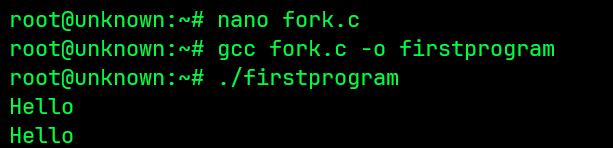 root@unknown:~# nano fork.c
root@unknown:~# gcc fork.c -o firstprogram
root@unknown:~# ./firstprogram
Hello
Hello